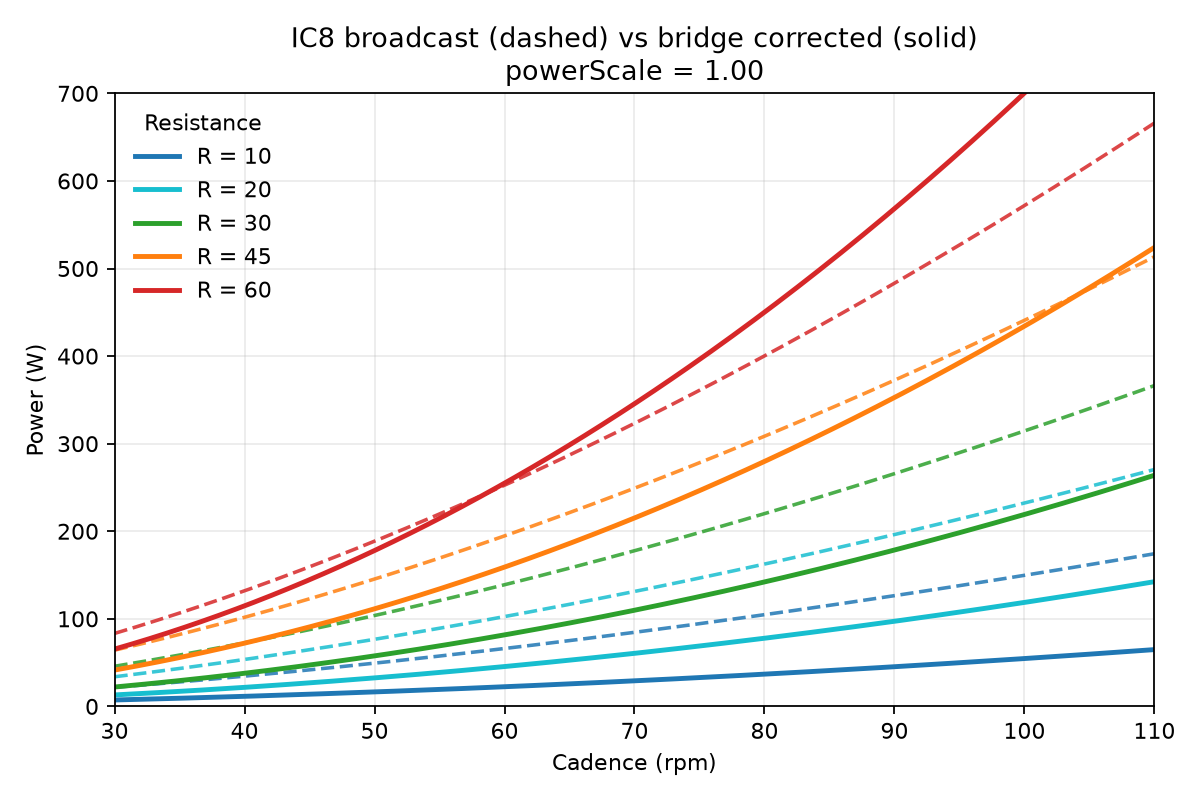 IC8 broadcast (dashed) vs bridge corrected (solid)
powerScale = 1.00
700
600
500
400
300
200
100
0
Power (W)
Resistance
R = 10
R = 20
R = 30
R = 45
R = 60
30 40 50 60 70 80 90 100 110
Cadence (rpm)